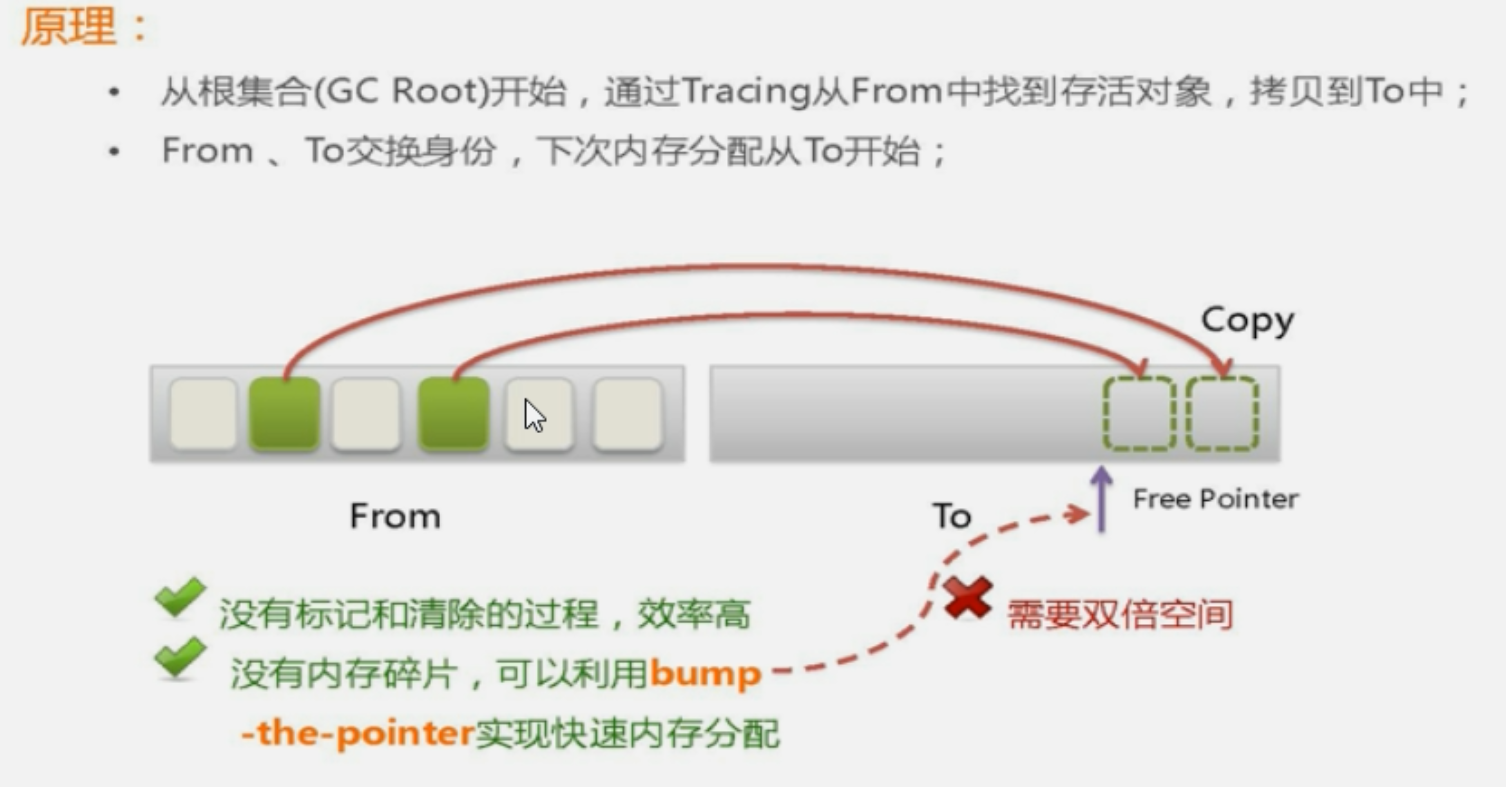 原理：
• 从根集合(GC Root)开始，通过Tracing从From中找到存活对象，拷贝到To中；
• From 、To交换身份，下次内存分配从To开始；
Copy
From
To
Free Pointer
没有标记和清除的过程，效率高
需要双倍空间
没有内存碎片，可以利用bump
-the-pointer实现快速内存分配